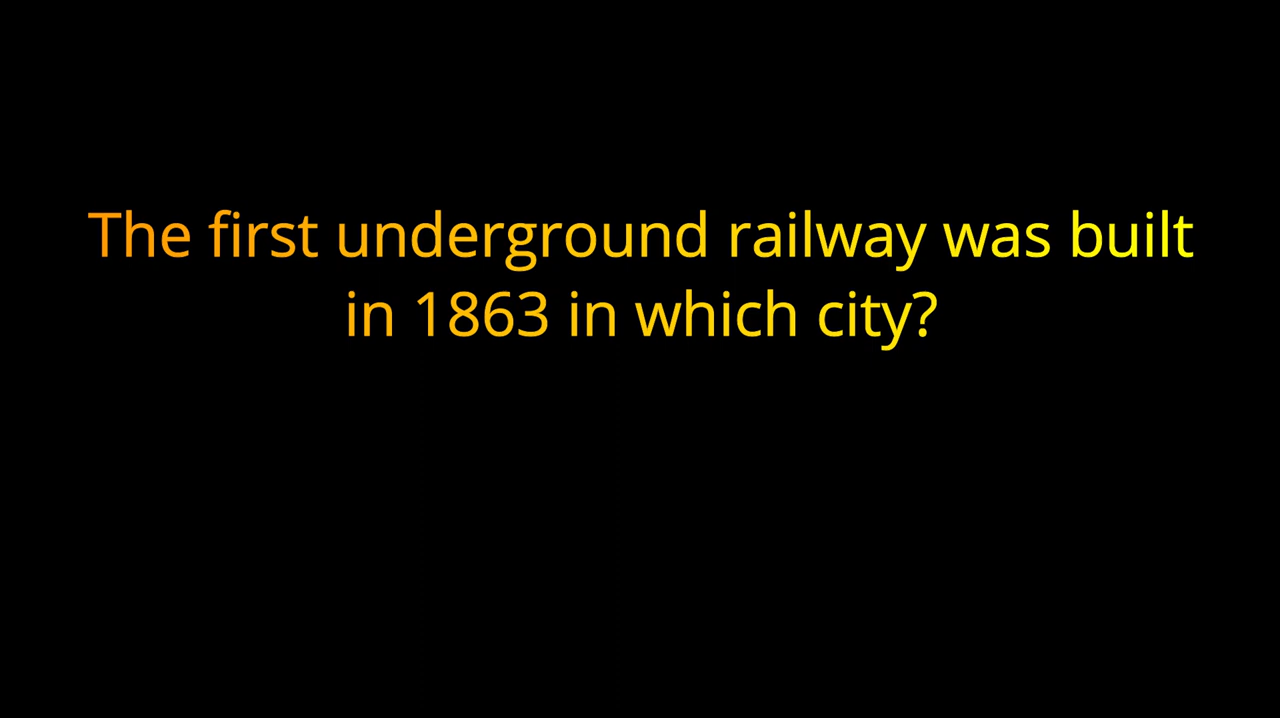 The first underground railway was built
in 1863 in which city?